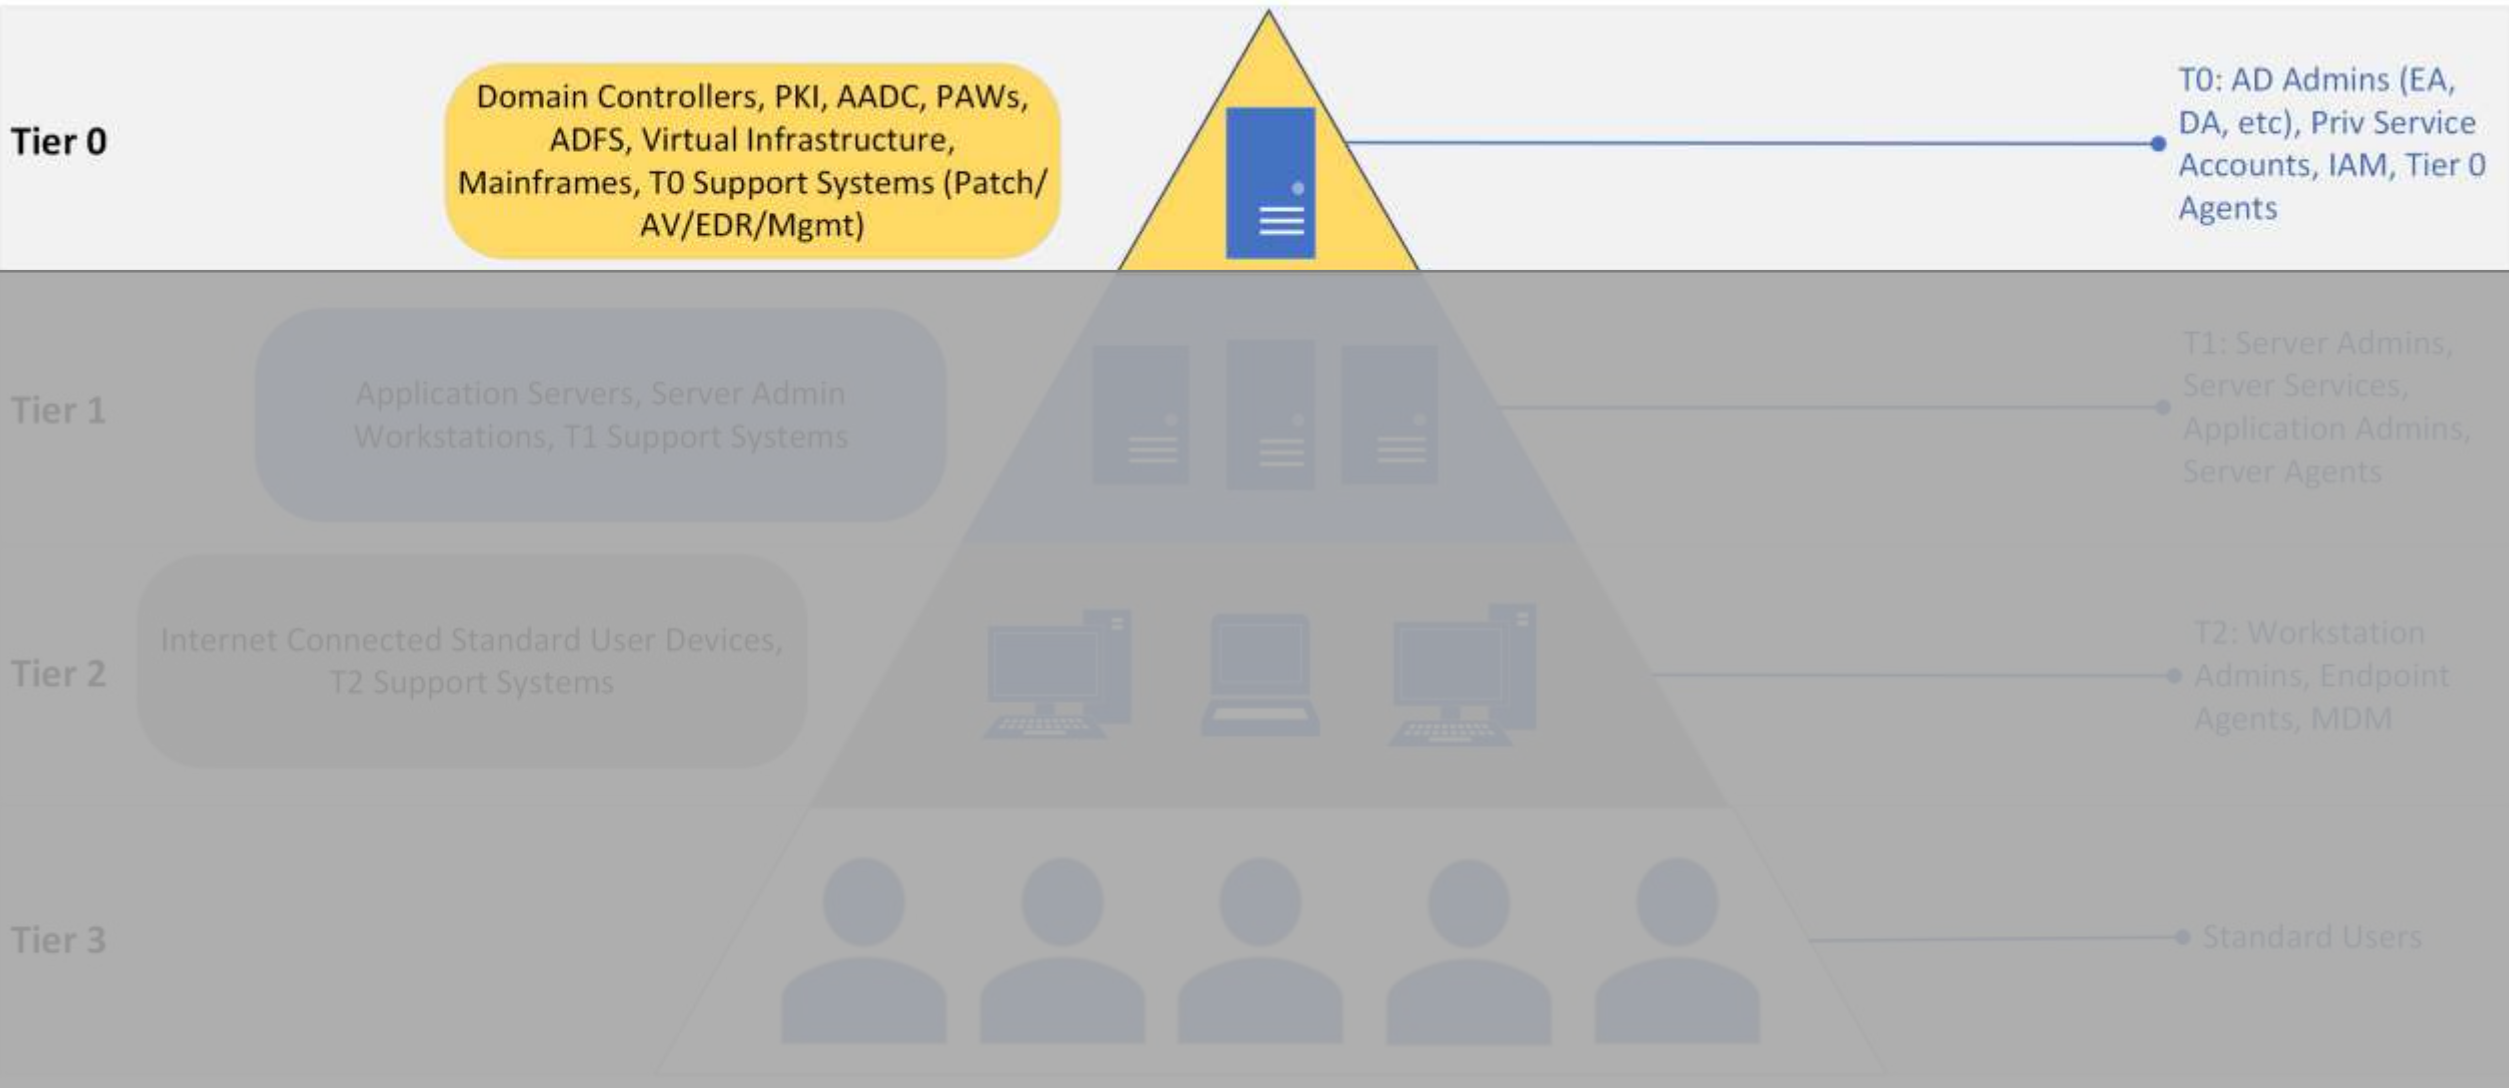 Tier 0
Domain Controllers, PKI, AADC, PAWs,
ADFS, Virtual Infrastructure,
Mainframes, T0 Support Systems (Patch/
AV/EDR/Mgmt)
T0: AD Admins (EA,
DA, etc), Priv Service
Accounts, IAM, Tier 0
Agents
Tier 1
Application Servers, Server Admin
Workstations, T1 Support Systems
T1: Server Admins,
Server Services,
Application Admins,
Server Agents
Tier 2
Internet Connected Standard User Devices,
T2 Support Systems
T2: Workstation
Admins, Endpoint
Agents, MDM
Tier 3
Standard Users